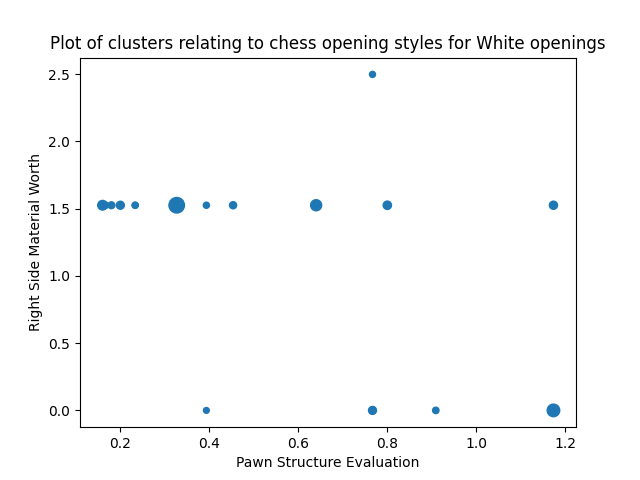 Plot of clusters relating to chess opening styles for White openings
2.5
2.0
1.5
1.0
0.5
0.0
Right Side Material Worth
0.2 0.4 0.6 0.8 1.0 1.2
Pawn Structure Evaluation